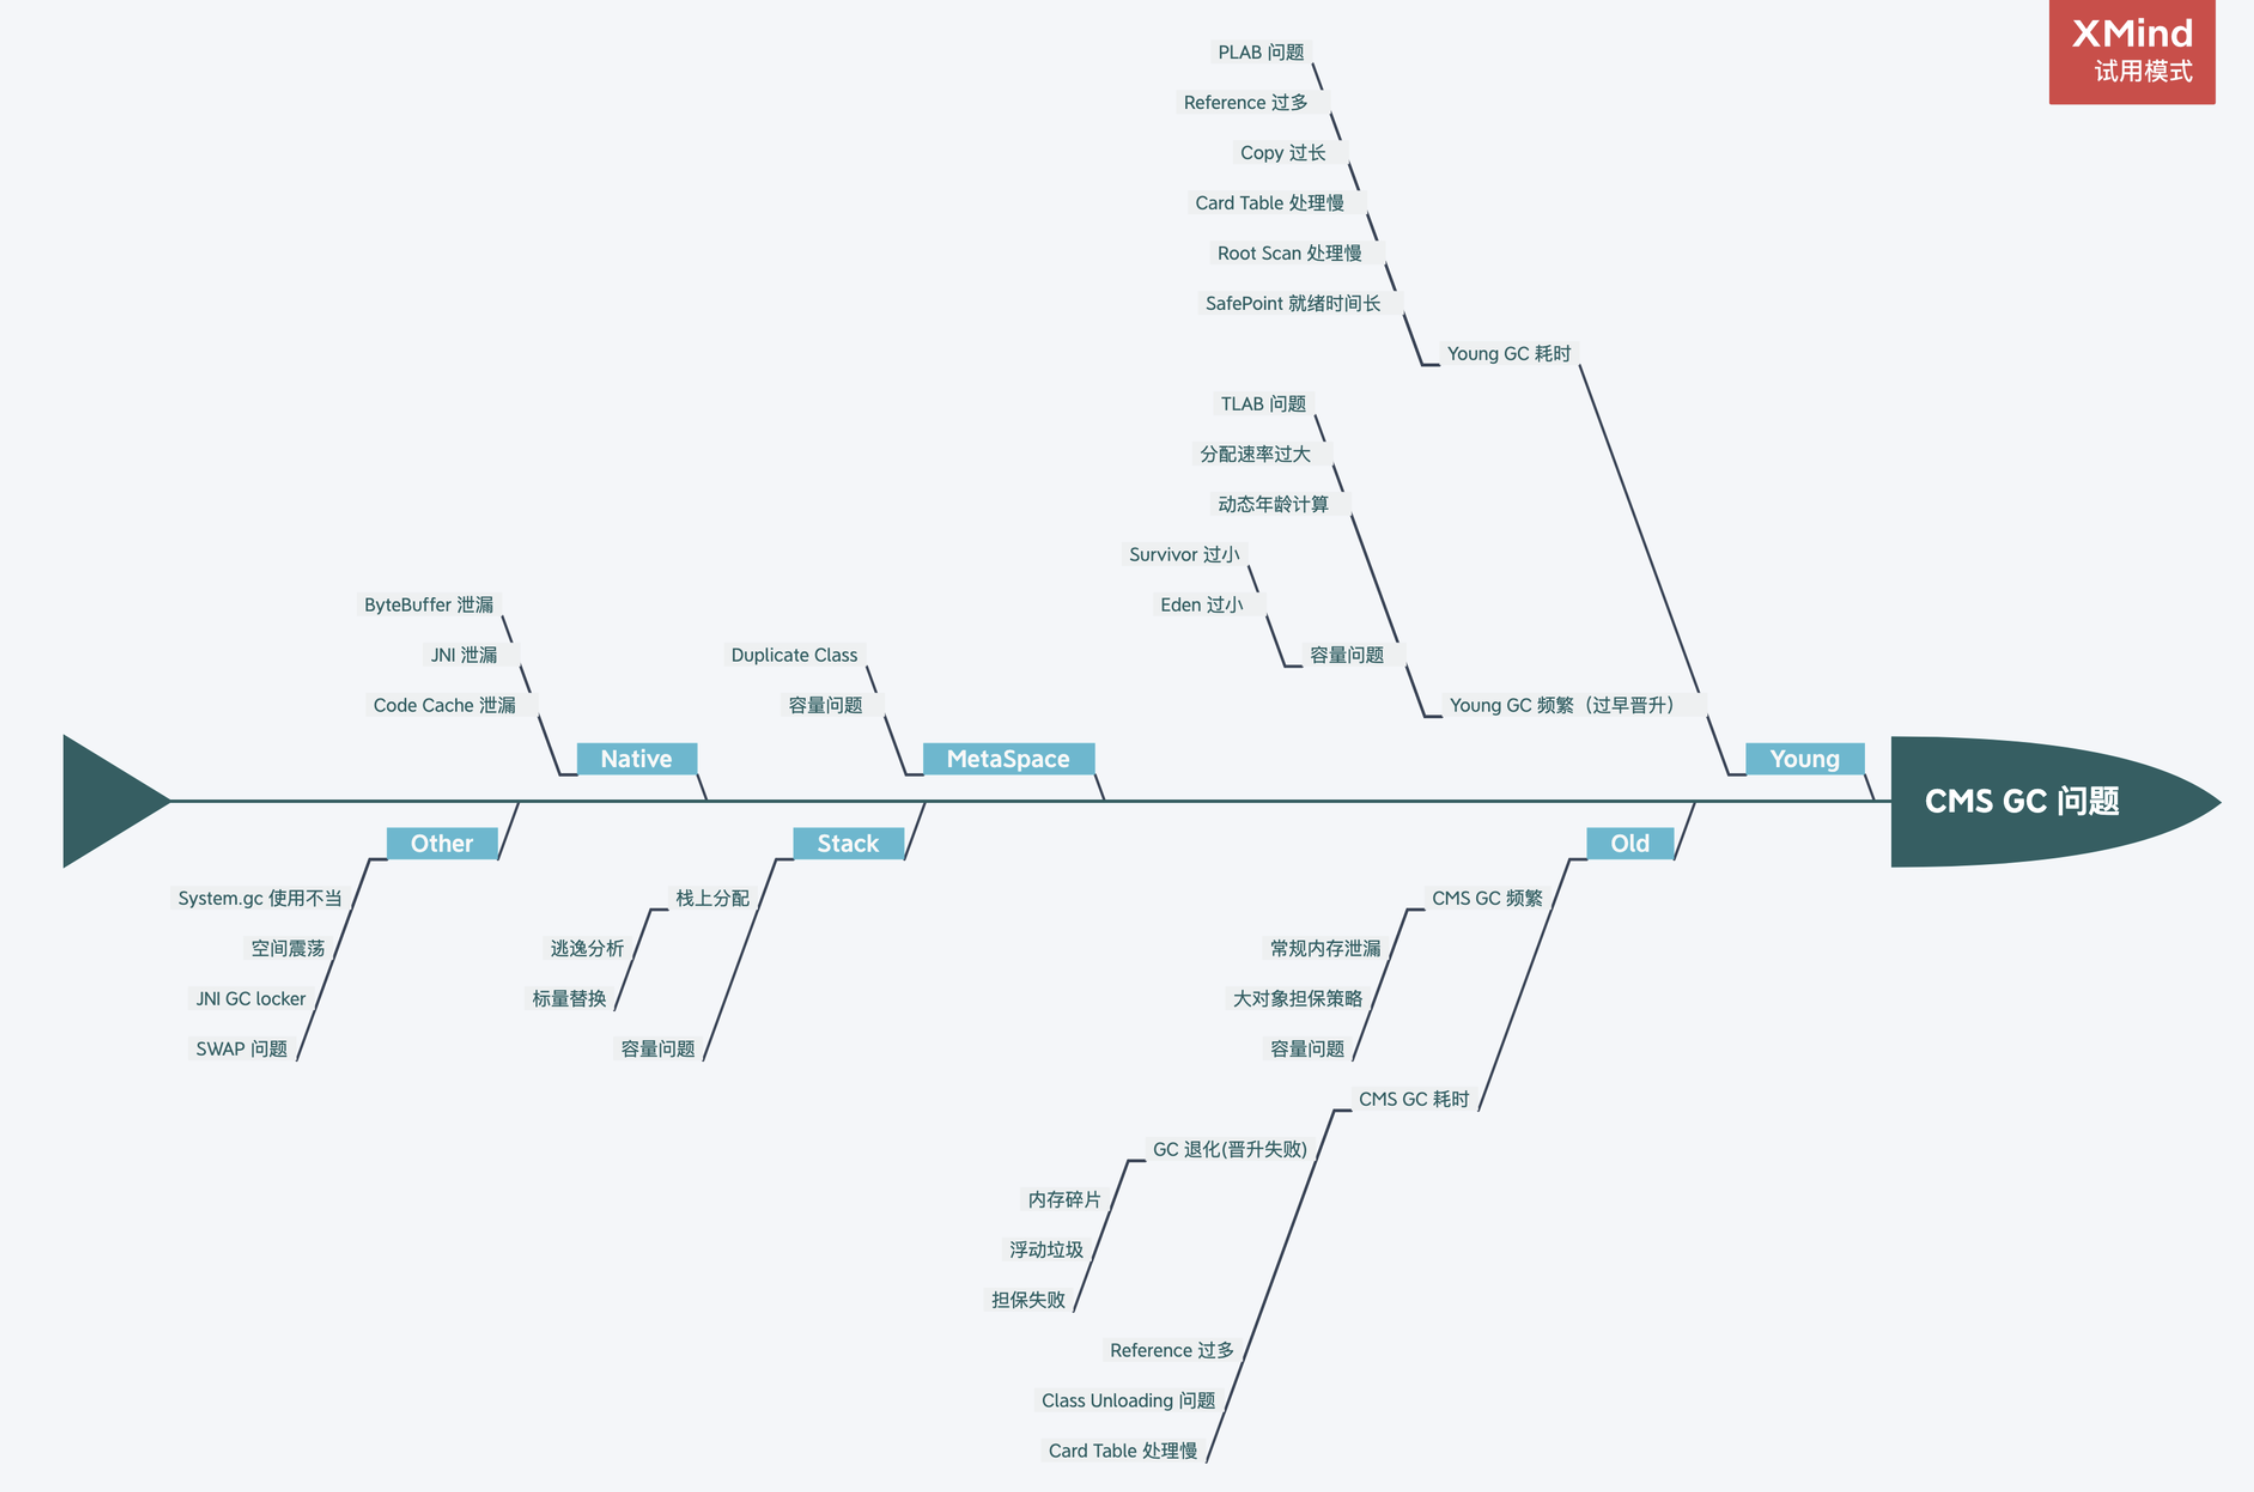 XMind
试用模式
PLAB 问题
Reference 过多
Copy 过长
Card Table 处理慢
Root Scan 处理慢
SafePoint 就绪时间长
Young GC 耗时
TLAB 问题
分配速率过大
动态年龄计算
Survivor 过小
Eden 过小
容量问题
Young GC 频繁（过早晋升）
Young
ByteBuffer 泄漏
JNI 泄漏
Code Cache 泄漏
Native
Duplicate Class
容量问题
MetaSpace
CMS GC 问题
Other
System.gc 使用不当
空间震荡
JNI GC locker
SWAP 问题
Stack
栈上分配
逃逸分析
标量替换
容量问题
Old
CMS GC 频繁
常规内存泄漏
大对象担保策略
容量问题
CMS GC 耗时
GC 退化(晋升失败)
内存碎片
浮动垃圾
担保失败
Reference 过多
Class Unloading 问题
Card Table 处理慢